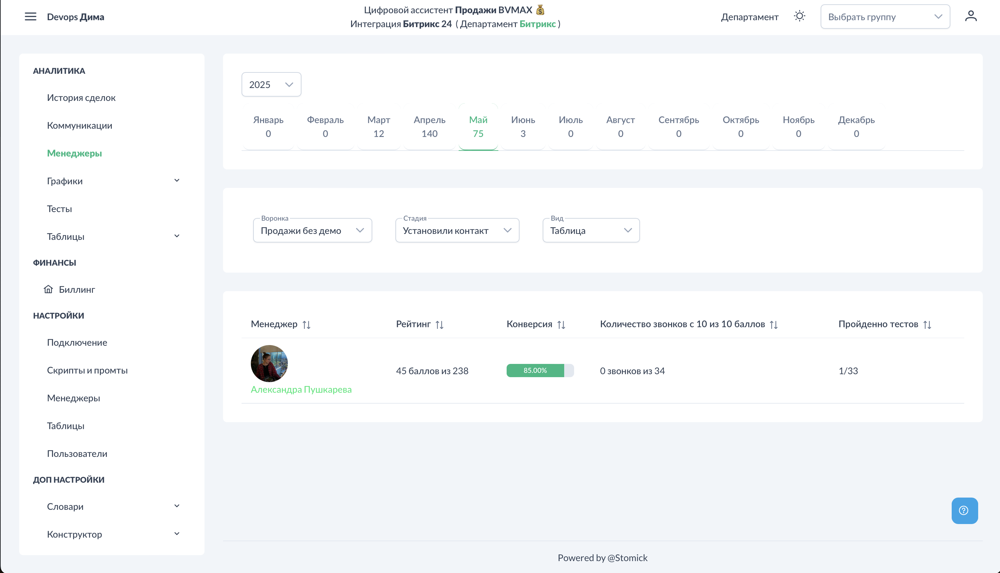 Devops Дима
Цифровой ассистент Продажи BVMAX 💰
Интеграция Битрикс 24 ( Департамент Битрикс )
Департамент
Выбрать группу
АНАЛИТИКА
История сделок
Коммуникации
Менеджеры
Графики
Тесты
Таблицы
ФИНАНСЫ
Биллинг
НАСТРОЙКИ
Подключение
Скрипты и промты
Менеджеры
Таблицы
Пользователи
ДОП НАСТРОЙКИ
Словари
Конструктор
2025
Январь Февраль Март Апрель Май Июнь Июль Август Сентябрь Октябрь Ноябрь Декабрь
0 0 12 140 75 3 0 0 0 0 0 0
Воронка Стадия Вид
Продажи без демо Установили контакт Таблица
Менеджер Рейтинг Конверсия Количество звонков с 10 из 10 баллов Пройденно тестов
45 баллов из 238 85.00% 0 звонков из 34 1/33
Александра Пушкарева
Powered by @Stomick